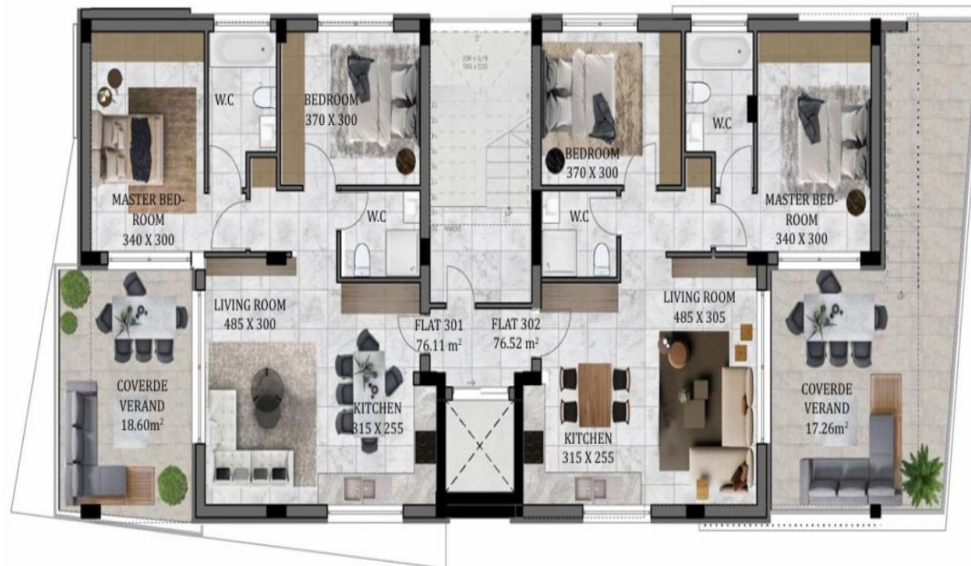 W.C
BEDROOM
370 X 300
MASTER BED-
ROOM
340 X 300
W.C
LIVING ROOM
485 X 300
KITCHEN
315 X 255
COVERDE
VERAND
18.60m²
FLAT 301
76.11 m²
FLAT 302
76.52 m²
BEDROOM
370 X 300
W.C
MASTER BED-
ROOM
340 X 300
W.C
LIVING ROOM
485 X 305
KITCHEN
315 X 255
COVERDE
VERAND
17.26m²